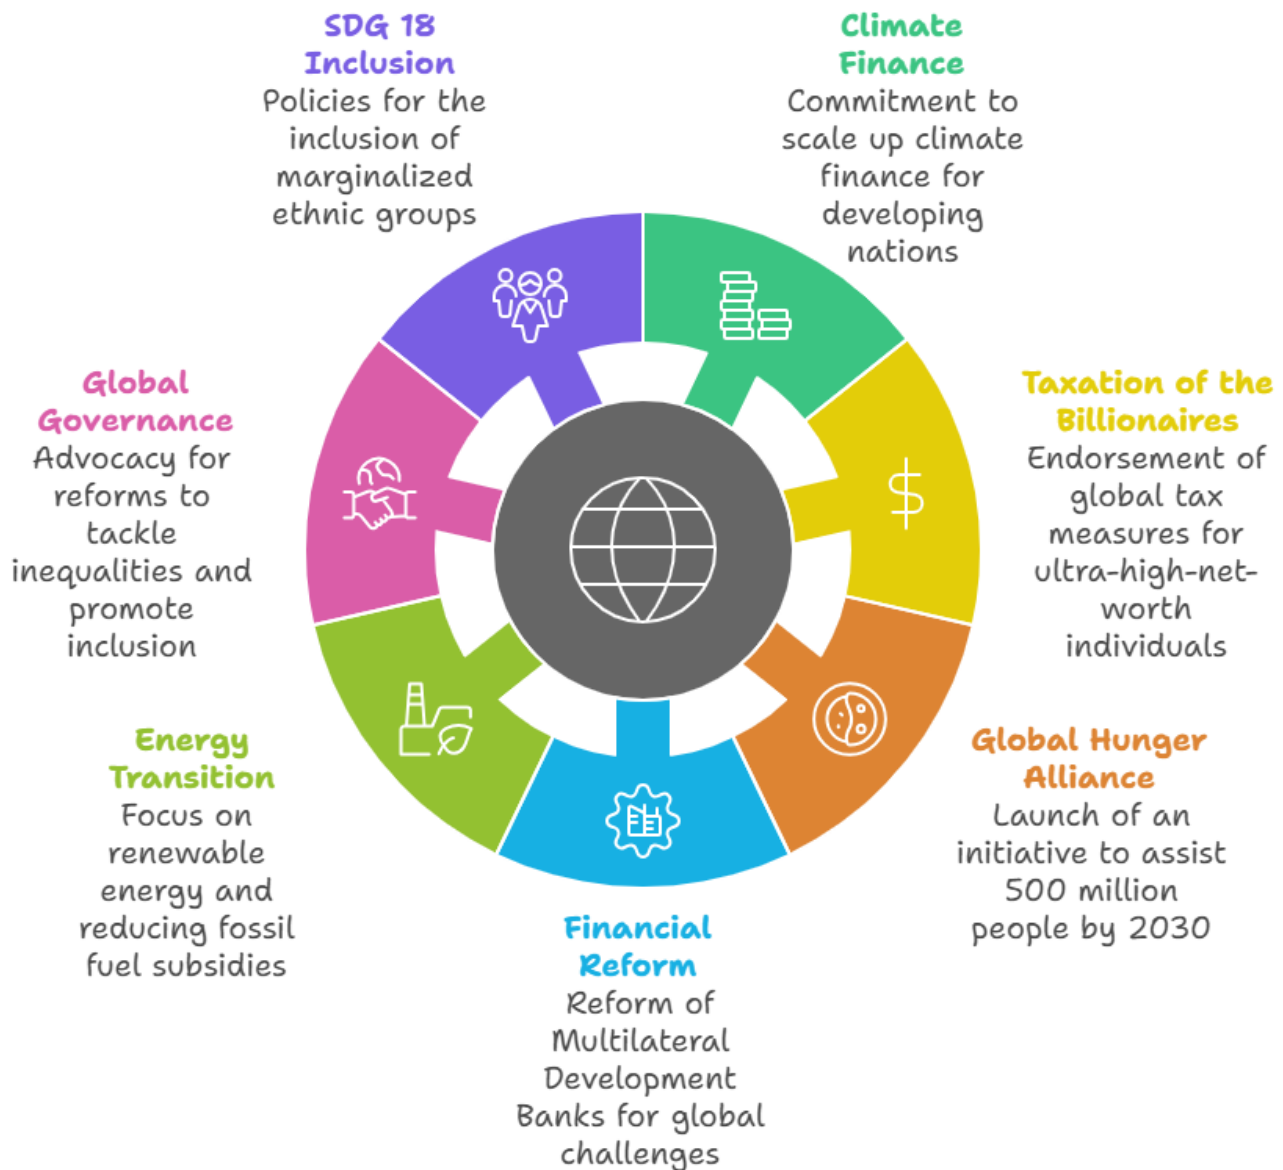 SDG 18
Inclusion
Policies for the
inclusion of
marginalized
ethnic groups
Climate
Finance
Commitment to
scale up climate
finance for
developing
nations
Global
Governance
Advocacy for
reforms to
tackle
inequalities and
promote
inclusion
Taxation of the
Billionaires
Endorsement of
global tax
measures for
ultra-high-net-
worth
individuals
$
Energy
Transition
Focus on
renewable
energy and
reducing fossil
fuel subsidies
Global Hunger
Alliance
Launch of an
initiative to assist
500 million
people by 2030
Financial
Reform
Reform of
Multilateral
Development
Banks for global
challenges